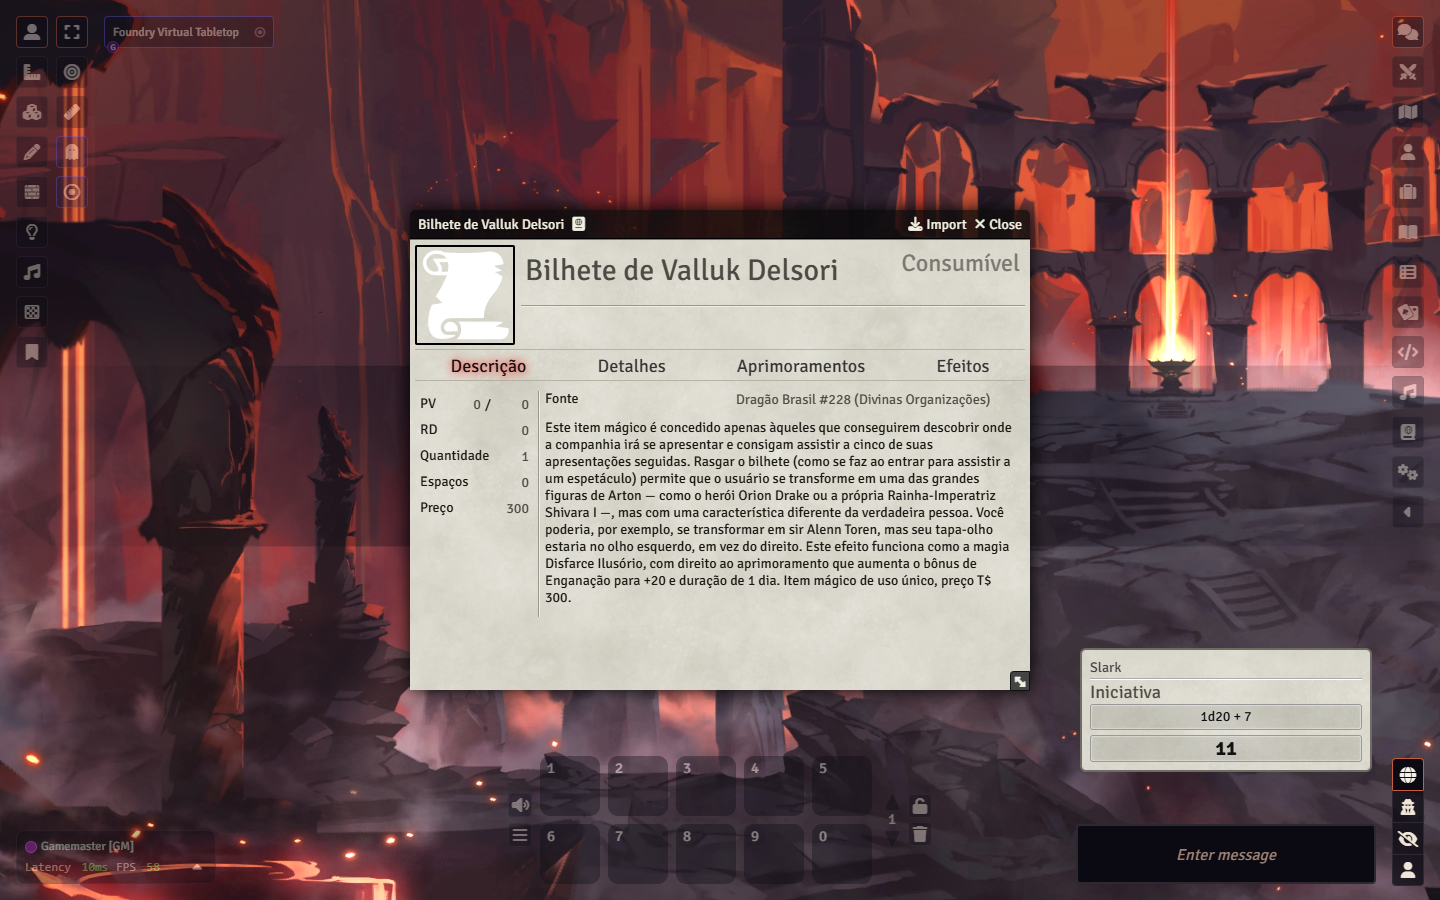 Foundry Virtual Tabletop
G
Bilhete de Valluk Delsori
Import
Close
Bilhete de Valluk Delsori
Consumível
Descrição
Detalhes
Aprimoramentos
Efeitos
PV 0 / 0
RD 0
Quantidade 1
Espaços 0
Preço 300
Fonte
Dragão Brasil #228 (Divinas Organizações)
Este item mágico é concedido apenas àqueles que conseguirem descobrir onde
a companhia irá se apresentar e consigam assistir a cinco de suas
apresentações seguidas. Rasgar o bilhete (como se faz ao entrar para assistir a
um espetáculo) permite que o usuário se transforme em uma das grandes
figuras de Arton — como o herói Orion Drake ou a própria Rainha-Imperatriz
Shivara I —, mas com uma característica diferente da verdadeira pessoa. Você
poderia, por exemplo, se transformar em sir Alenn Toren, mas seu tapa-olho
estaria no olho esquerdo, em vez do direito. Este efeito funciona como a magia
Disfarce Ilusório, com direito ao aprimoramento que aumenta o bônus de
Enganação para +20 e duração de 1 dia. Item mágico de uso único, preço T$
300.
Slark
Iniciativa
1d20 + 7
11
1 2 3 4 5
1
6 7 8 9 0
Gamemaster [GM]
Latency 10ms FPS 58
Enter message